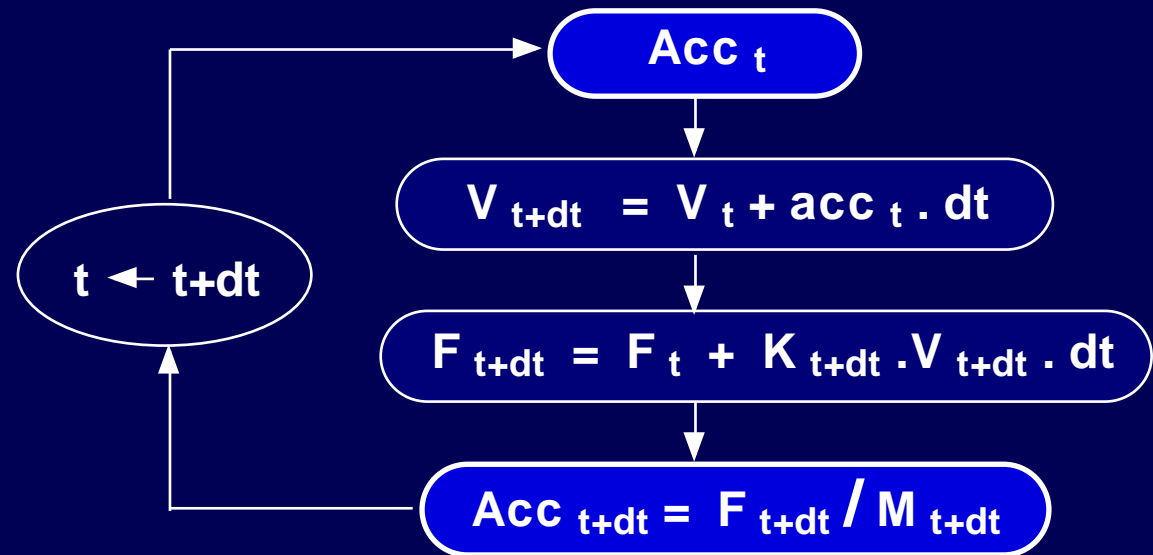 Acc t
V t+dt = V t + acc t . dt
t ← t+dt
F t+dt = F t + K t+dt .V t+dt . dt
Acc t+dt = F t+dt / M t+dt